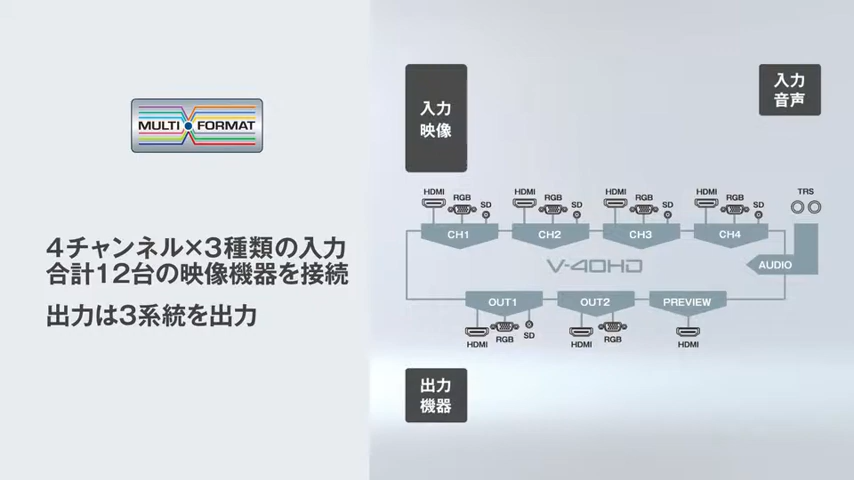 MULTI FORMAT
4チャンネル×3種類の入力
合計12台の映像機器を接続
出力は3系統を出力
入力
映像
入力
音声
HDMI RGB SD HDMI RGB SD HDMI RGB SD HDMI RGB SD TRS
CH1 CH2 CH3 CH4
V-40HD
AUDIO
OUT1 OUT2 PREVIEW
HDMI RGB SD HDMI RGB HDMI
出力
機器